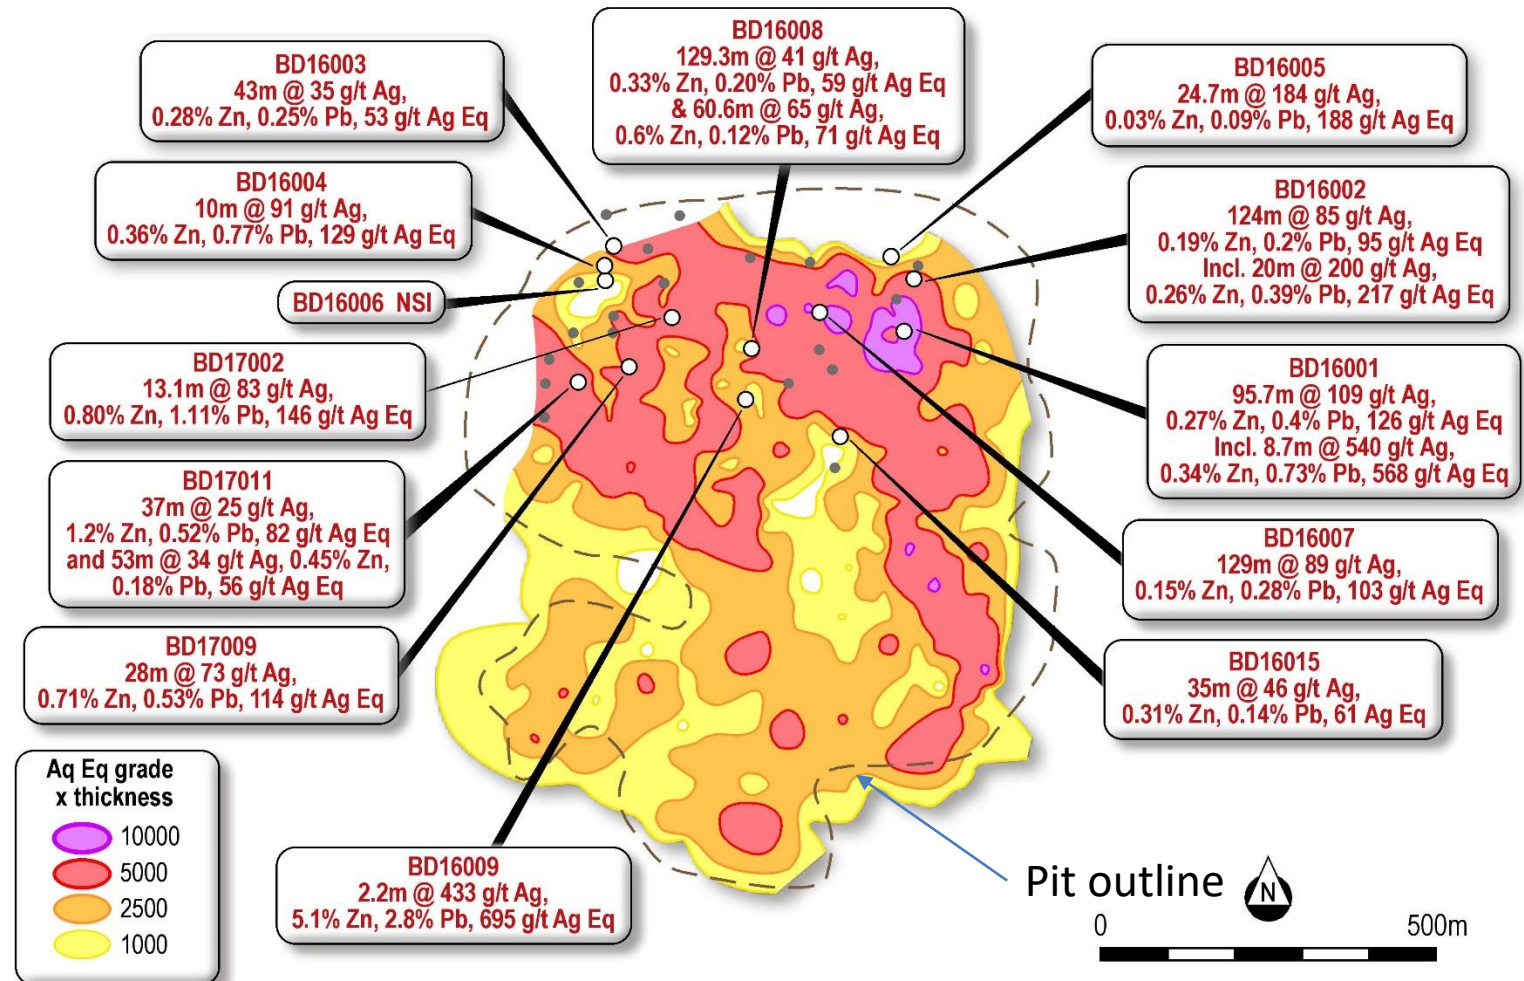 BD16003
43m @ 35 g/t Ag,
0.28% Zn, 0.25% Pb, 53 g/t Ag Eq
BD16008
129.3m @ 41 g/t Ag,
0.33% Zn, 0.20% Pb, 59 g/t Ag Eq
& 60.6m @ 65 g/t Ag,
0.6% Zn, 0.12% Pb, 71 g/t Ag Eq
BD16005
24.7m @ 184 g/t Ag,
0.03% Zn, 0.09% Pb, 188 g/t Ag Eq
BD16004
10m @ 91 g/t Ag,
0.36% Zn, 0.77% Pb, 129 g/t Ag Eq
BD16002
124m @ 85 g/t Ag,
0.19% Zn, 0.2% Pb, 95 g/t Ag Eq
Incl. 20m @ 200 g/t Ag,
0.26% Zn, 0.39% Pb, 217 g/t Ag Eq
BD16006 NSI
BD17002
13.1m @ 83 g/t Ag,
0.80% Zn, 1.11% Pb, 146 g/t Ag Eq
BD16001
95.7m @ 109 g/t Ag,
0.27% Zn, 0.4% Pb, 126 g/t Ag Eq
Incl. 8.7m @ 540 g/t Ag,
0.34% Zn, 0.73% Pb, 568 g/t Ag Eq
BD17011
37m @ 25 g/t Ag,
1.2% Zn, 0.52% Pb, 82 g/t Ag Eq
and 53m @ 34 g/t Ag, 0.45% Zn,
0.18% Pb, 56 g/t Ag Eq
BD16007
129m @ 89 g/t Ag,
0.15% Zn, 0.28% Pb, 103 g/t Ag Eq
BD17009
28m @ 73 g/t Ag,
0.71% Zn, 0.53% Pb, 114 g/t Ag Eq
BD16015
35m @ 46 g/t Ag,
0.31% Zn, 0.14% Pb, 61 Ag Eq
Aq Eq grade
x thickness
10000
5000
2500
1000
BD16009
2.2m @ 433 g/t Ag,
5.1% Zn, 2.8% Pb, 695 g/t Ag Eq
Pit outline
N
0 500m